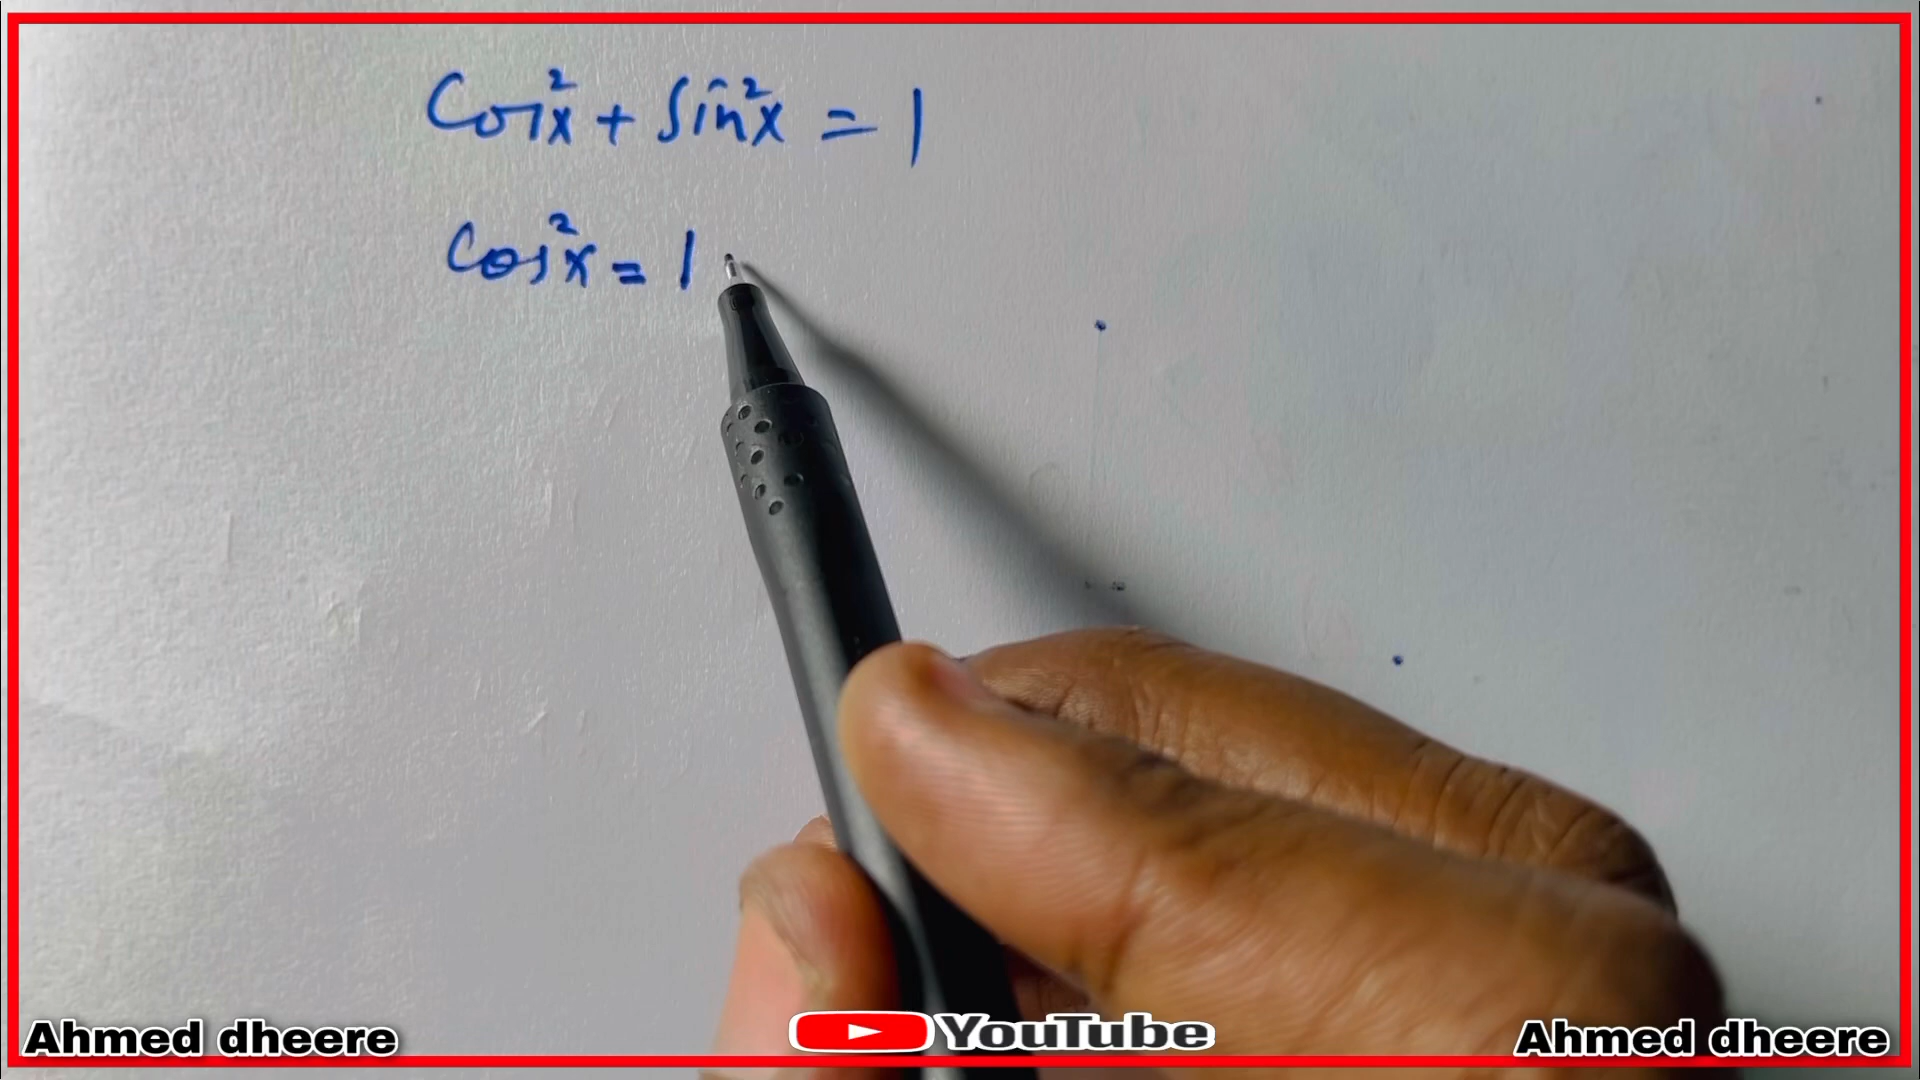 Cos²x + Sin²x = 1
Cos²x = 1
Ahmed dheere
YouTube
Ahmed dheere